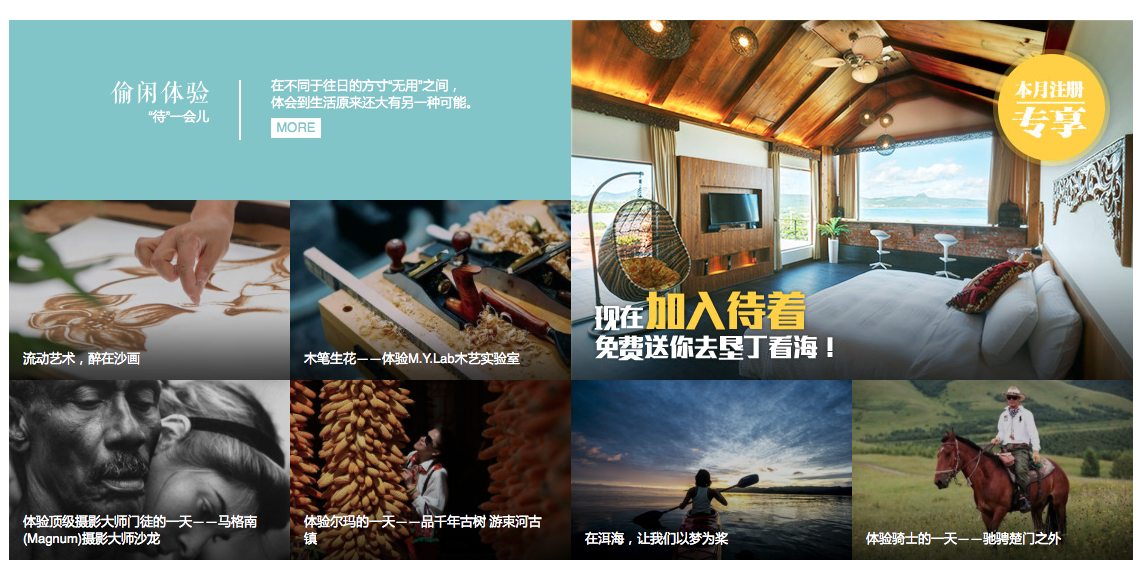 偷闲体验
“待”一会儿
在不同于往日的方寸“无用”之间，
体会到生活原来还大有另一种可能。
MORE
本月注册
专享
现在加入待着
免费送你去垦丁看海！
流动艺术，醉在沙画
木笔生花——体验M.Y.Lab木艺实验室
体验顶级摄影大师门徒的一天——马格南
(Magnum)摄影大师沙龙
体验尔玛的一天——品千年古树 游束河古
镇
在洱海，让我们以梦为桨
体验骑士的一天——驰骋楚门之外